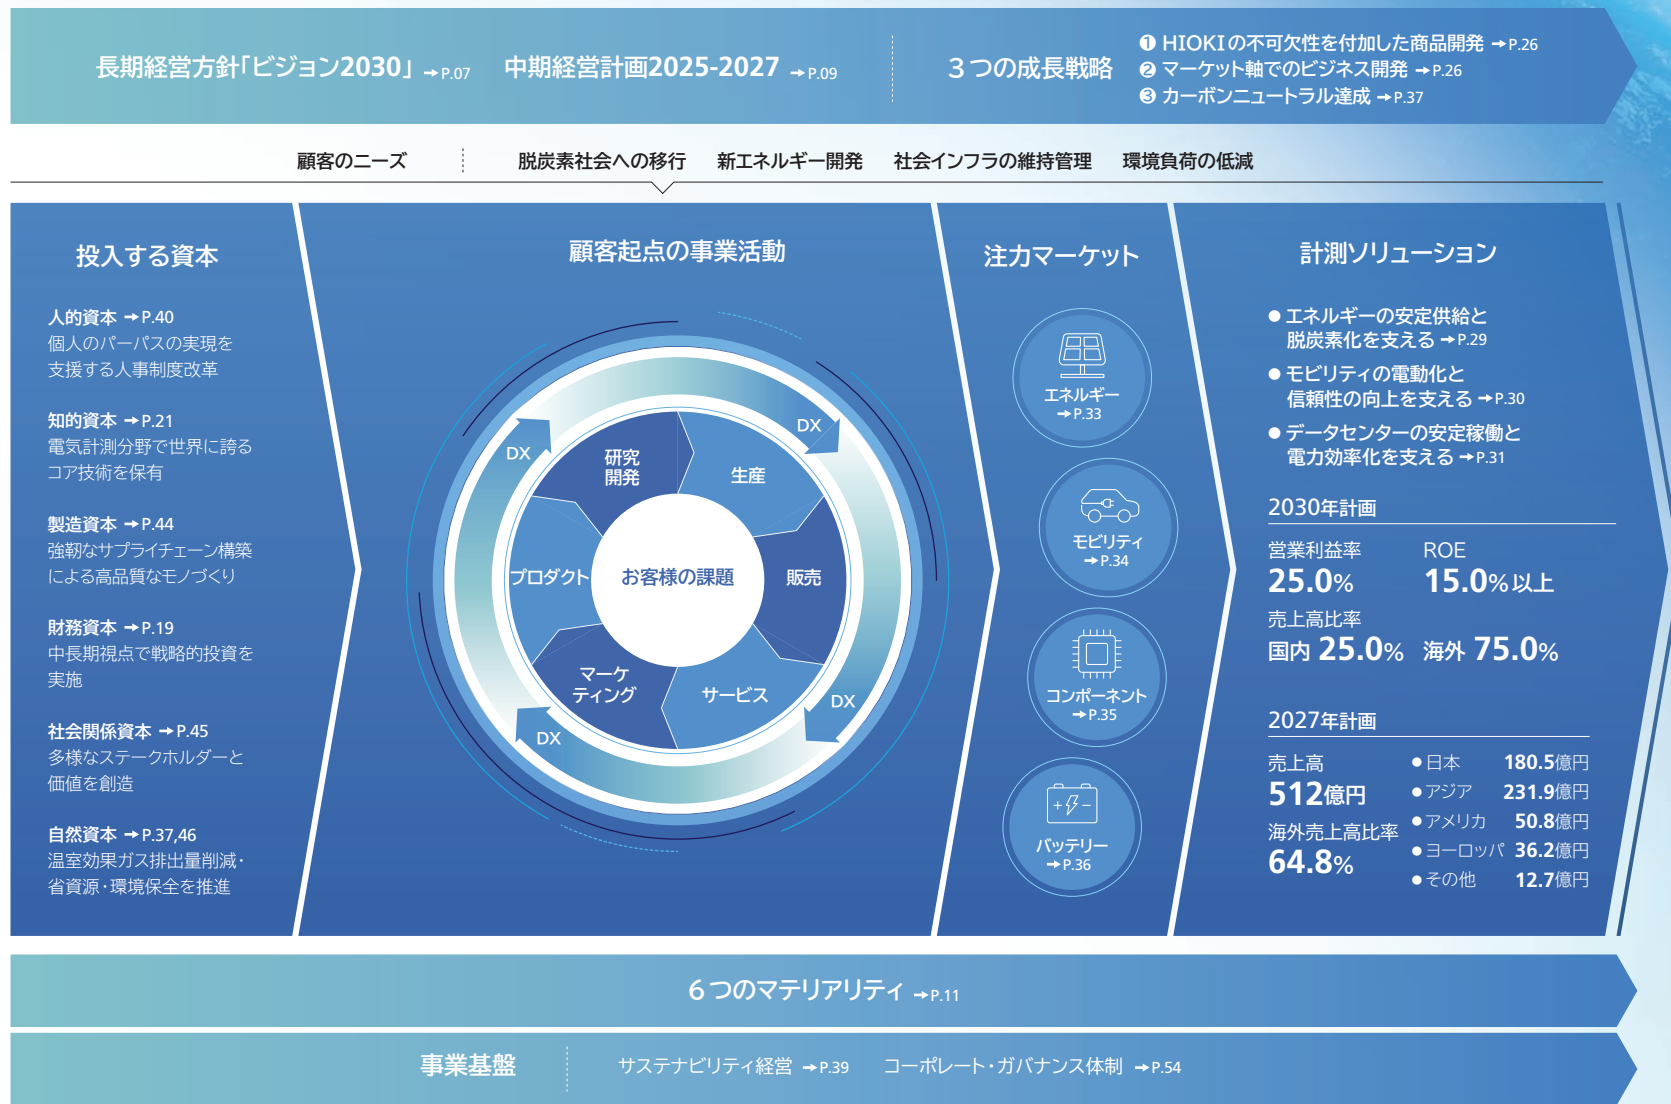 長期経営方針「ビジョン2030」 →P.07 中期経営計画2025-2027 →P.09
3つの成長戦略
❶ HIOKIの不可欠性を付加した商品開発 →P.26
❷ マーケット軸でのビジネス開発 →P.26
❸ カーボンニュートラル達成 →P.37
顧客のニーズ 脱炭素社会への移行 新エネルギー開発 社会インフラの維持管理 環境負荷の低減
投入する資本
人的資本 →P.40
個人のパーパスの実現を
支援する人事制度改革
知的資本 →P.21
電気計測分野で世界に誇る
コア技術を保有
製造資本 →P.44
強靭なサプライチェーン構築
による高品質なモノづくり
財務資本 →P.19
中長期視点で戦略的投資を
実施
社会関係資本 →P.45
多様なステークホルダーと
価値を創造
自然資本 →P.37,46
温室効果ガス排出量削減・
省資源・環境保全を推進
顧客起点の事業活動
DX
DX
DX
DX
研究
開発
生産
販売
サービス
マーケ
ティング
プロダクト
お客様の課題
注力マーケット
エネルギー
→P.33
モビリティ
→P.34
コンポーネント
→P.35
バッテリー
→P.36
計測ソリューション
● エネルギーの安定供給と
脱炭素化を支える →P.29
● モビリティの電動化と
信頼性の向上を支える →P.30
● データセンターの安定稼働と
電力効率化を支える →P.31
2030年計画
営業利益率 ROE
25.0% 15.0%以上
売上高比率
国内 25.0% 海外 75.0%
2027年計画
売上高
512億円
海外売上高比率
64.8%
● 日本 180.5億円
● アジア 231.9億円
● アメリカ 50.8億円
● ヨーロッパ 36.2億円
● その他 12.7億円
6つのマテリアリティ →P.11
事業基盤 サステナビリティ経営 →P.39 コーポレート・ガバナンス体制 →P.54